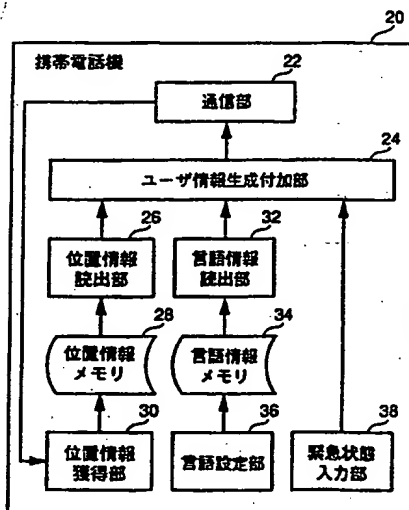 20
携帯電話機
22
通信部
24
ユーザ情報生成付加部
26
位置情報
読出部
32
言語情報
読出部
28
位置情報
メモリ
34
言語情報
メモリ
30
位置情報
獲得部
36
言語設定部
38
緊急状態
入力部